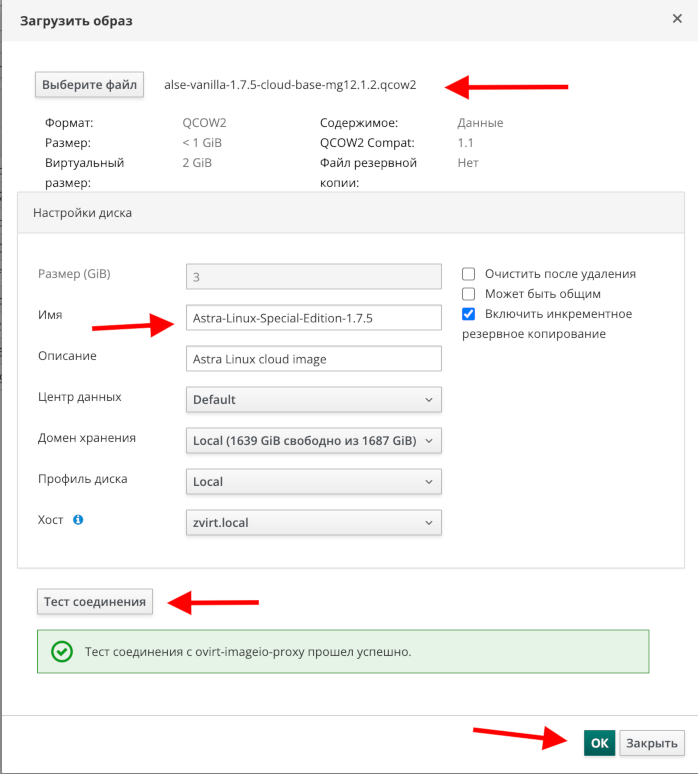 Загрузить образ
×
Выберите файл alse-vanilla-1.7.5-cloud-base-mg12.1.2.qcow2
Формат: QCOW2 Содержимое: Данные
Размер: < 1 GiB QCOW2 Compat: 1.1
Виртуальный размер: 2 GiB Файл резервной копии: Нет
Настройки диска
Размер (GiB) 3
Имя Astra-Linux-Special-Edition-1.7.5
Описание Astra Linux cloud image
Центр данных Default
Домен хранения Local (1639 GiB свободно из 1687 GiB)
Профиль диска Local
Хост zvirt.local
Очистить после удаления
Может быть общим
Включить инкрементное
резервное копирование
Тест соединения
Тест соединения с ovirt-imageio-proxy прошел успешно.
ОК Закрыть